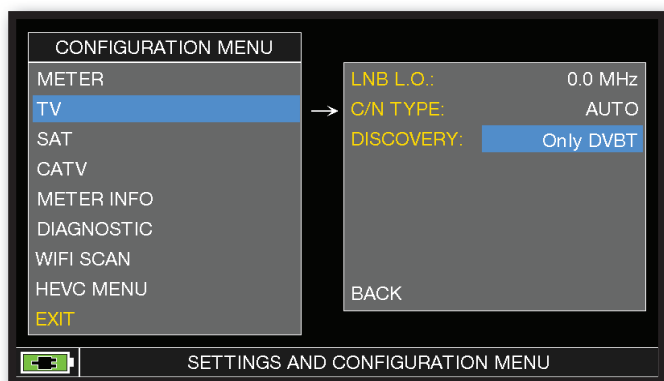 CONFIGURATION MENU
METER
TV
SAT
CATV
METER INFO
DIAGNOSTIC
WIFI SCAN
HEVC MENU
EXIT
LNB L.O.: 0.0 MHz
C/N TYPE: AUTO
DISCOVERY: Only DVBT
BACK
SETTINGS AND CONFIGURATION MENU